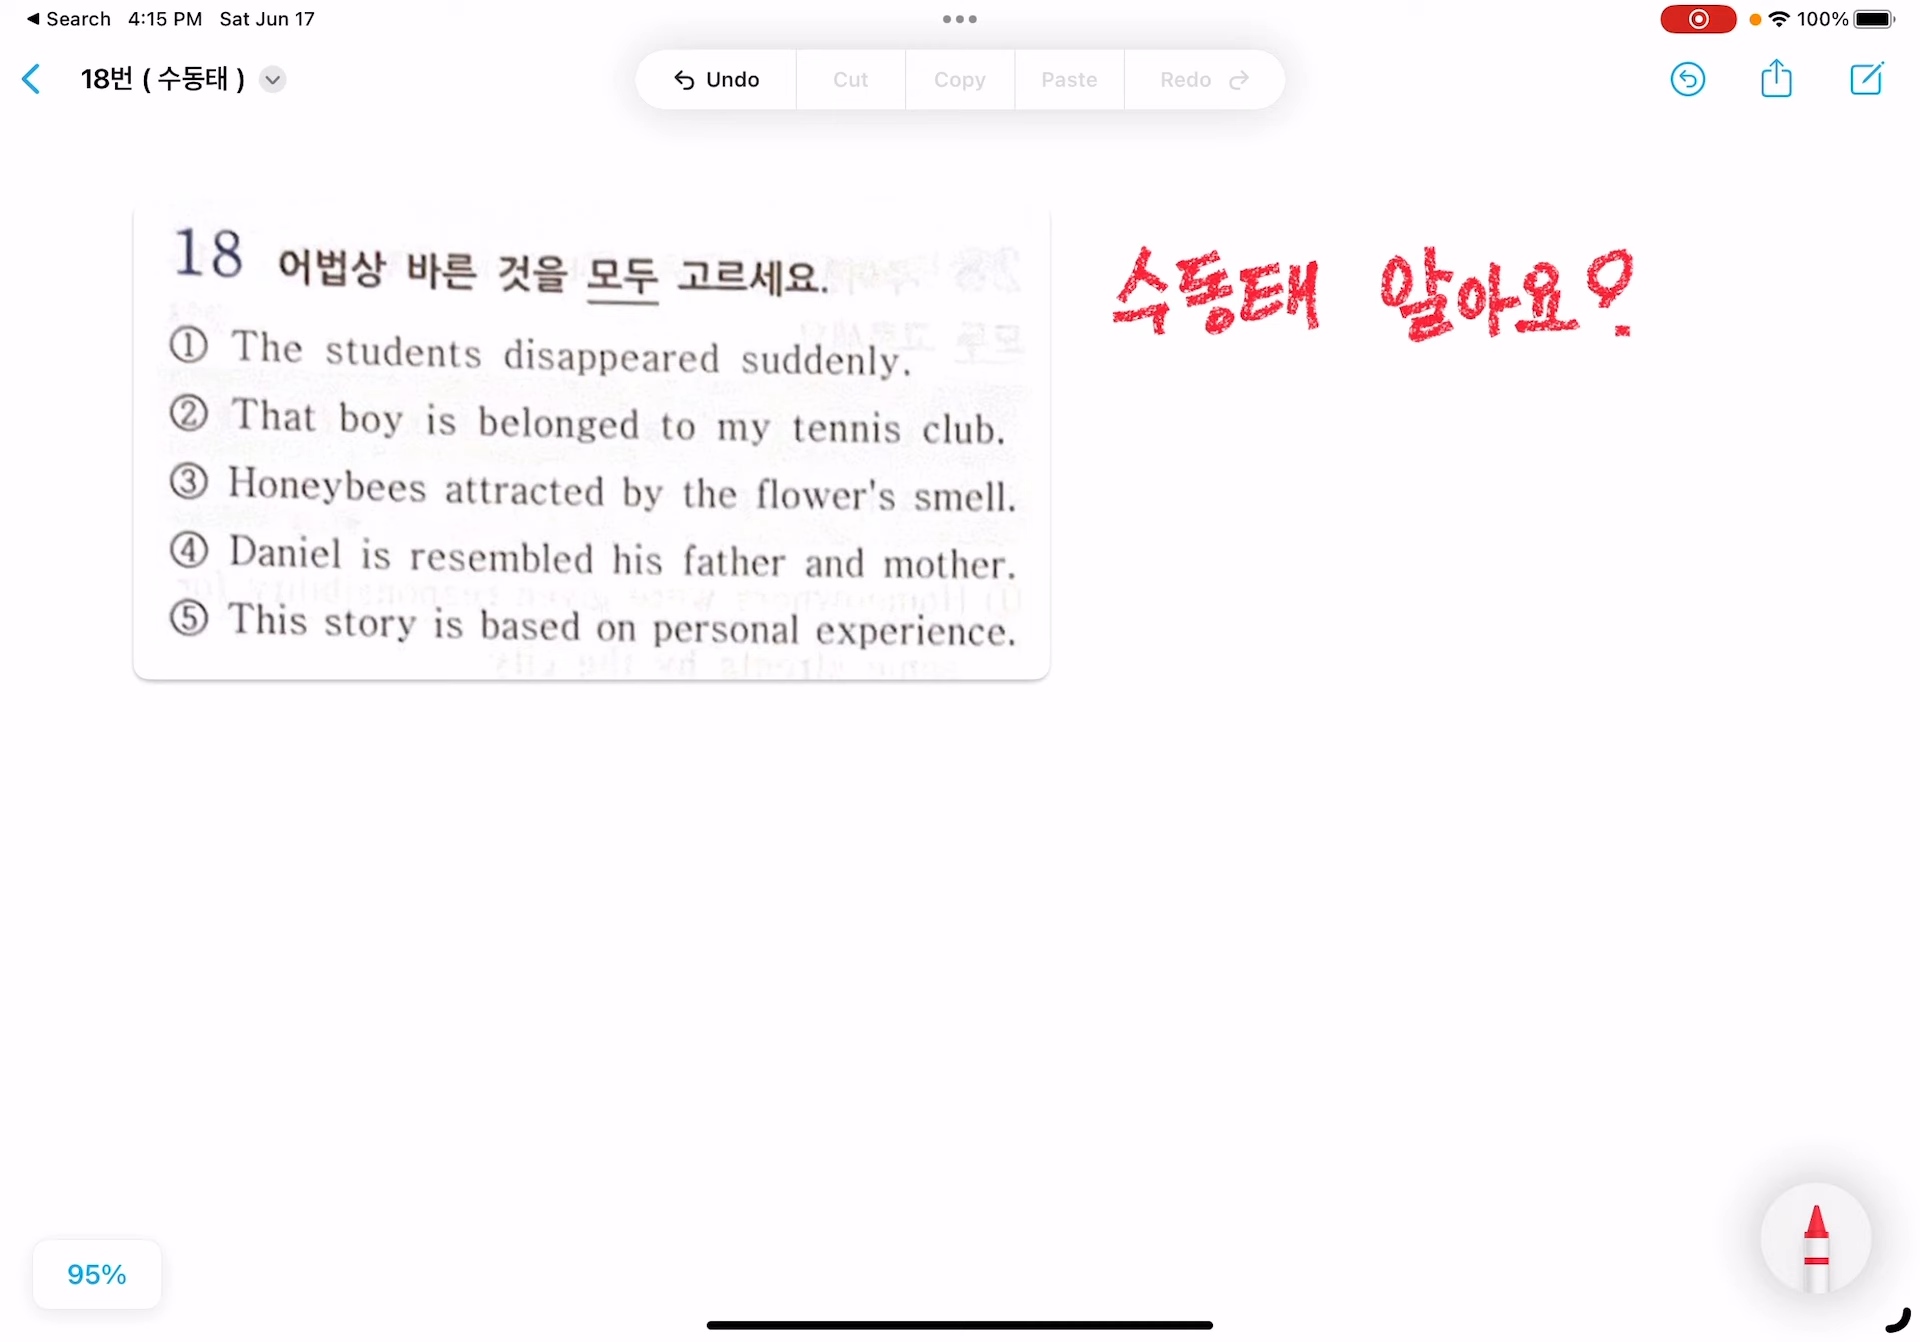 Search 4:15 PM Sat Jun 17
100%
18번 ( 수동태 )
Undo Cut Copy Paste Redo
18 어법상 바른 것을 모두 고르세요.
① The students disappeared suddenly.
② That boy is belonged to my tennis club.
③ Honeybees attracted by the flower's smell.
④ Daniel is resembled his father and mother.
⑤ This story is based on personal experience.
수동태 알아요?
95%